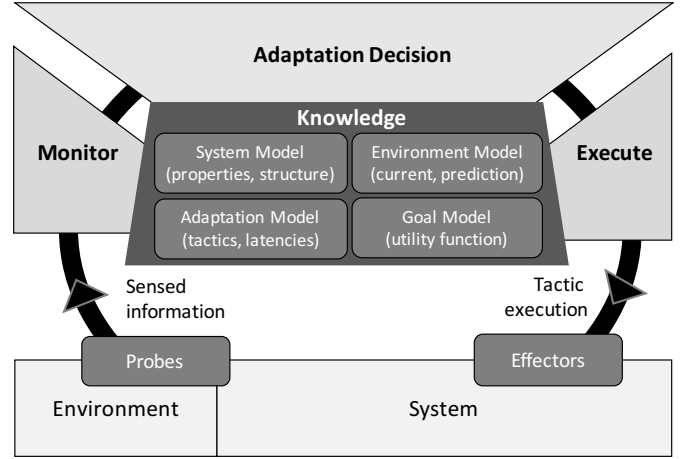 Adaptation Decision
Knowledge
Monitor
System Model
(properties, structure)
Environment Model
(current, prediction)
Execute
Adaptation Model
(tactics, latencies)
Goal Model
(utility function)
Sensed
information
Tactic
execution
Probes
Effectors
Environment
System